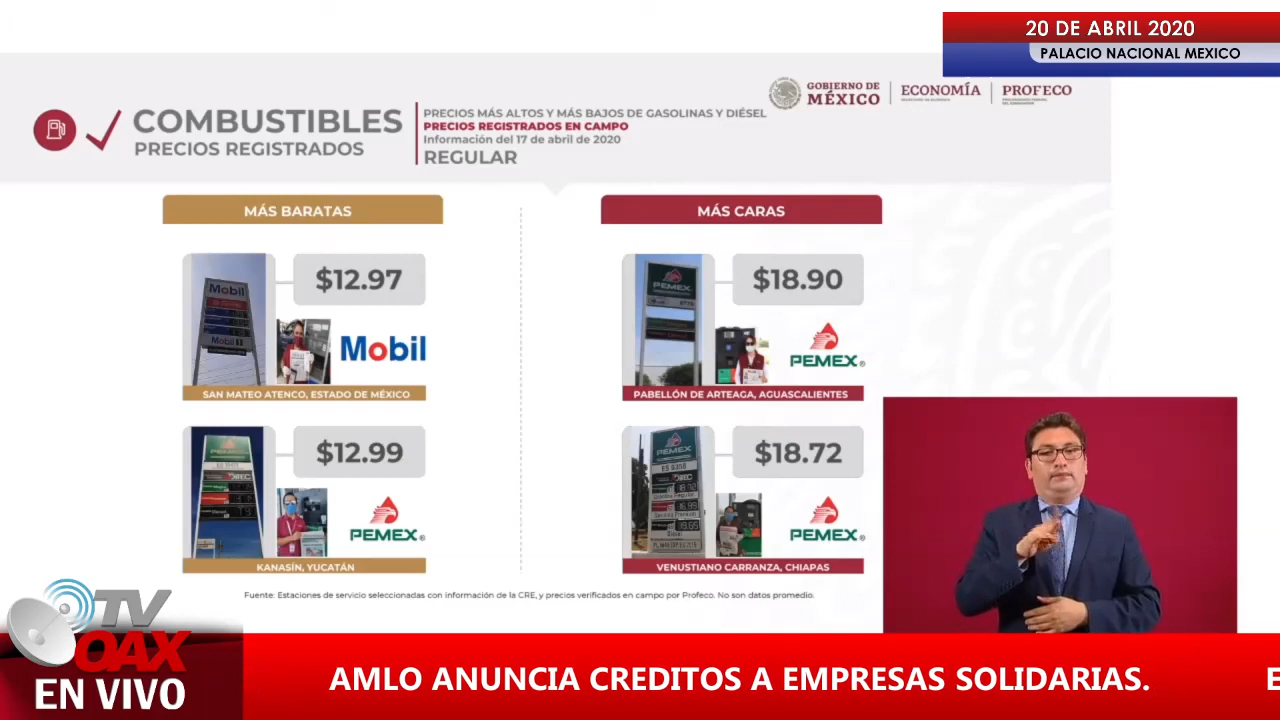 20 DE ABRIL 2020
PALACIO NACIONAL MEXICO
GOBIERNO DE
MÉXICO
ECONOMÍA
PROFECO
COMBUSTIBLES
PRECIOS REGISTRADOS
PRECIOS MÁS ALTOS Y MÁS BAJOS DE GASOLINAS Y DIÉSEL
PRECIOS REGISTRADOS EN CAMPO
Información del 17 de abril de 2020
REGULAR
MÁS BARATAS
MÁS CARAS
Mobil
$12.97
Mobil
SAN MATEO ATENCO, ESTADO DE MÉXICO
PEMEX
$18.90
PEMEX
PABELLÓN DE ARTEAGA, AGUASCALIENTES
PEMEX
$12.99
PEMEX
KANASÍN, YUCATÁN
PEMEX
$18.72
PEMEX
VENUSTIANO CARRANZA, CHIAPAS
Fuente: Estaciones de servicio seleccionadas con información de la CRE, y precios verificados en campo por Profeco. No son datos promedio.
TV
OAX
EN VIVO
AMLO ANUNCIA CREDITOS A EMPRESAS SOLIDARIAS.
E